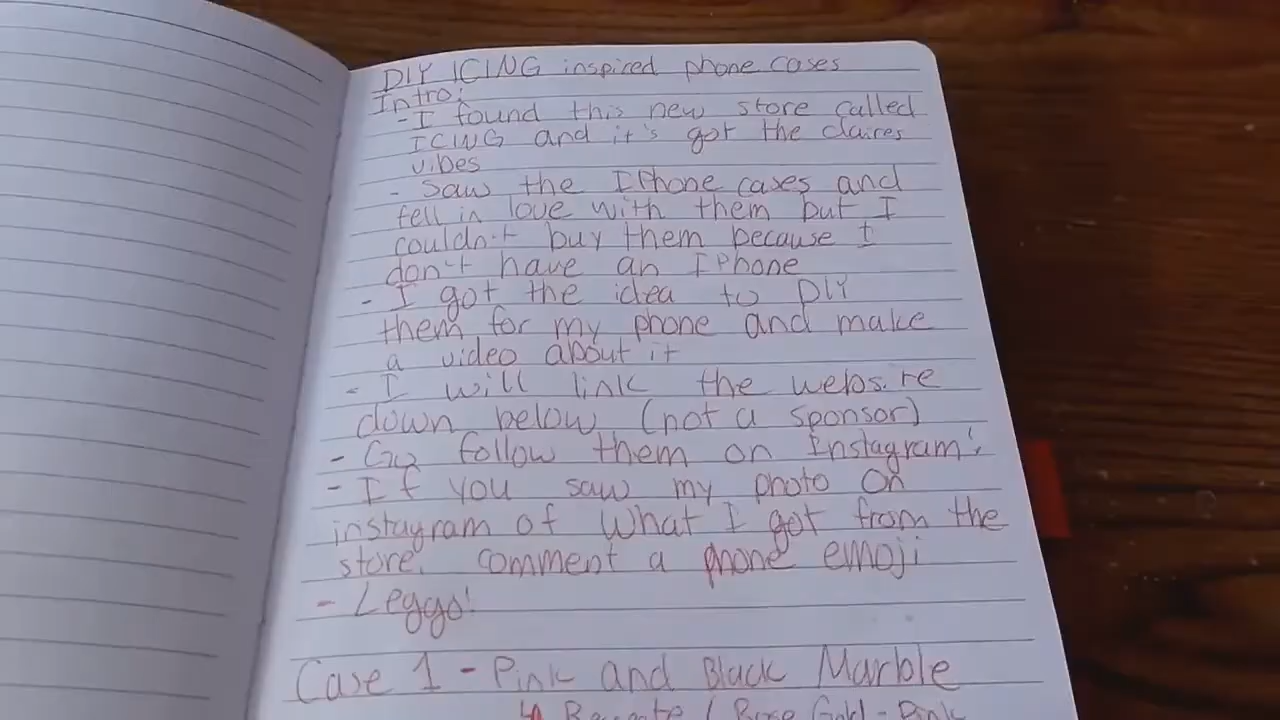 DIY ICING inspired phone cases
Intro:
- I found this new store called
ICING and it's got the claires
vibes
- Saw the IPhone cases and
fell in love with them but I
couldn't buy them because I
don't have an IPhone
- I got the idea to DIY
them for my phone and make
a video about it
- I will link the website
down below (not a sponsor)
- Go follow them on Instagram!
- If you saw my photo on
instagram of what I got from the
store, comment a phone emoji
- Leggo!
Case 1 - Pink and Black Marble
Rose Gold - Pink